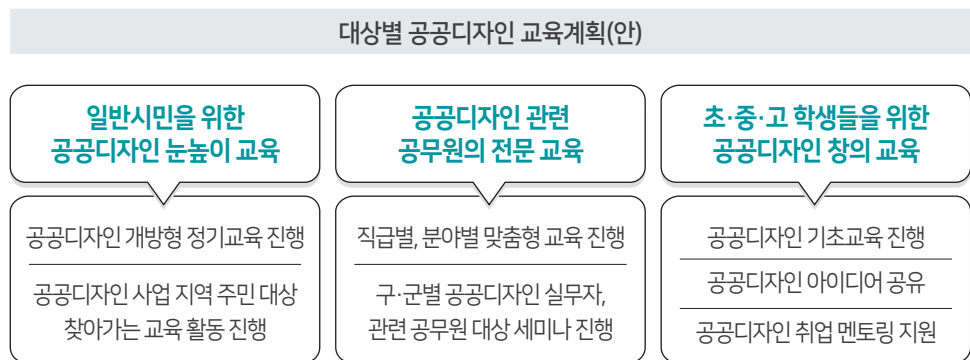 대상별 공공디자인 교육계획(안)
일반시민을 위한
공공디자인 눈높이 교육
공공디자인 개방형 정기교육 진행
공공디자인 사업 지역 주민 대상
찾아가는 교육 활동 진행
공공디자인 관련
공무원의 전문 교육
직급별, 분야별 맞춤형 교육 진행
구·군별 공공디자인 실무자,
관련 공무원 대상 세미나 진행
초·중·고 학생들을 위한
공공디자인 창의 교육
공공디자인 기초교육 진행
공공디자인 아이디어 공유
공공디자인 취업 멘토링 지원